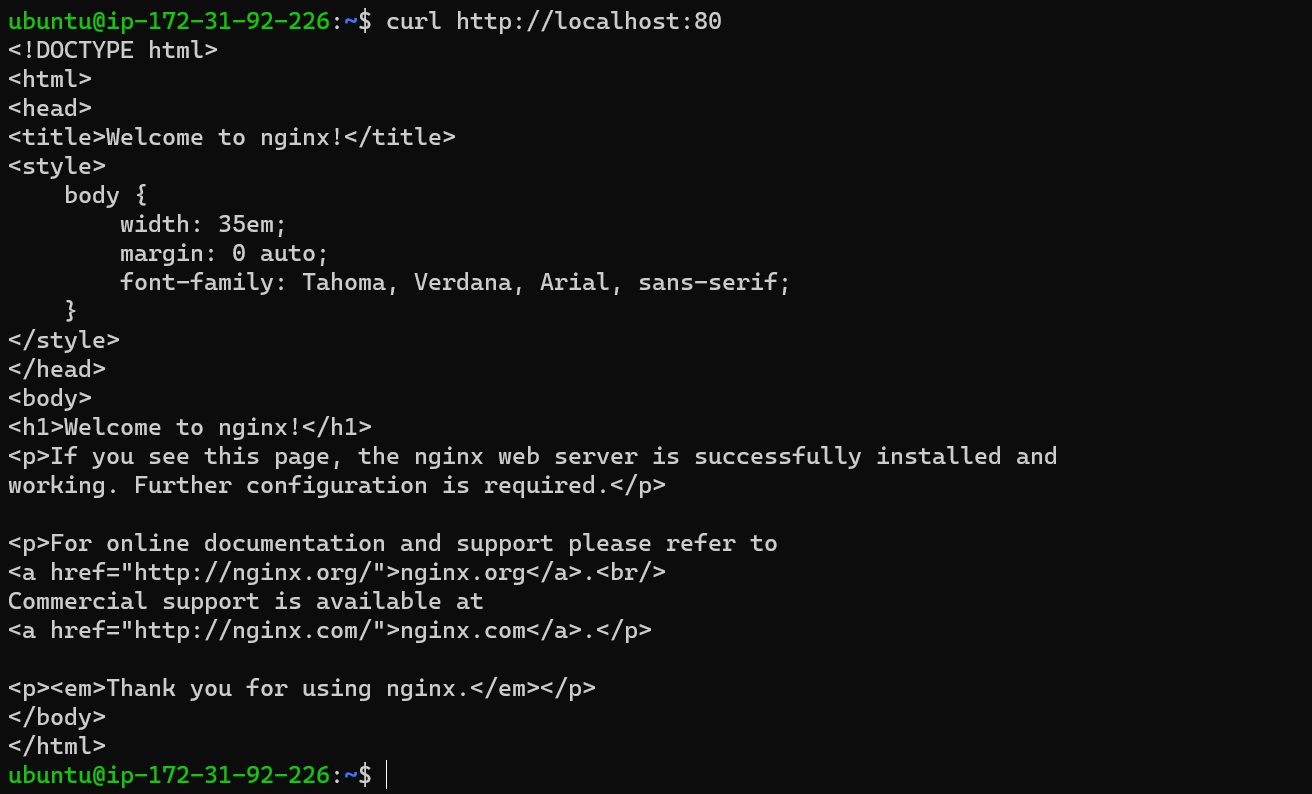 ubuntu@ip-172-31-92-226:~$ curl http://localhost:80
<!DOCTYPE html>
<html>
<head>
<title>Welcome to nginx!</title>
<style>
    body {
        width: 35em;
        margin: 0 auto;
        font-family: Tahoma, Verdana, Arial, sans-serif;
    }
</style>
</head>
<body>
<h1>Welcome to nginx!</h1>
<p>If you see this page, the nginx web server is successfully installed and
working. Further configuration is required.</p>

<p>For online documentation and support please refer to
<a href="http://nginx.org/">nginx.org</a>.<br/>
Commercial support is available at
<a href="http://nginx.com/">nginx.com</a>.</p>

<p><em>Thank you for using nginx.</em></p>
</body>
</html>
ubuntu@ip-172-31-92-226:~$